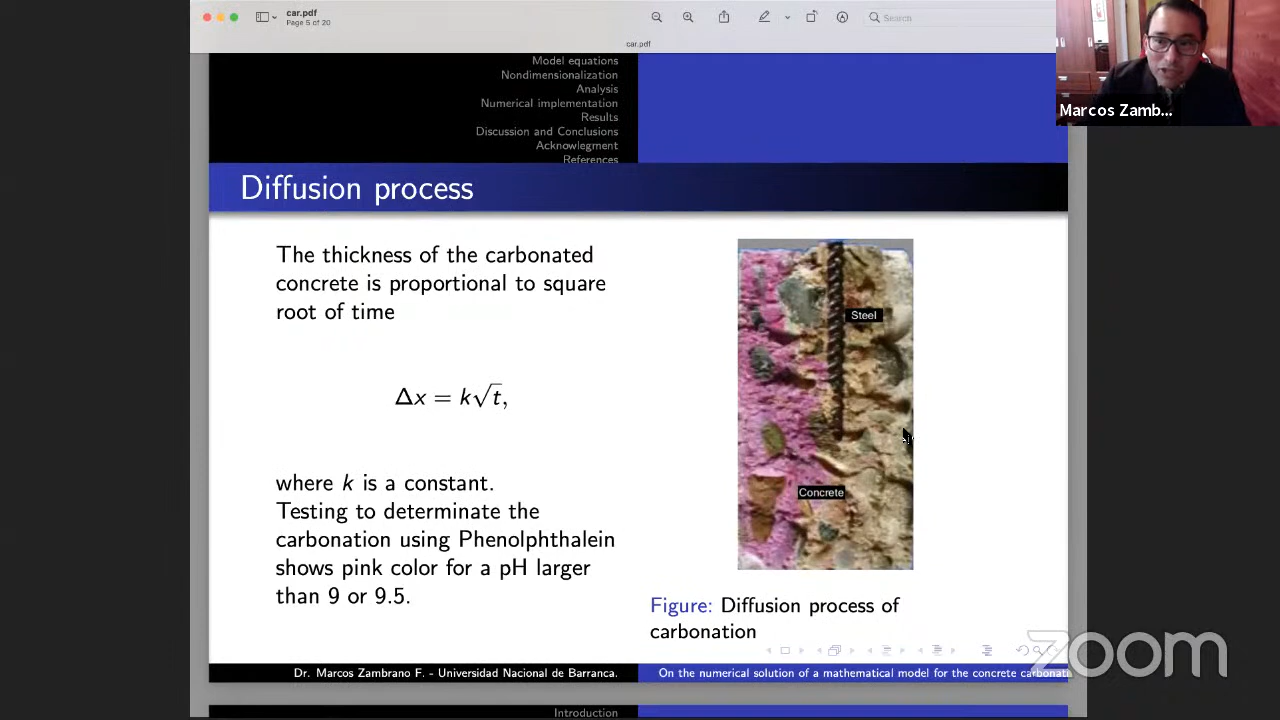 car.pdf
Page 5 of 20
Search
car.pdf
Marcos Zamb...
Model equations
Nondimensionalization
Analysis
Numerical implementation
Results
Discussion and Conclusions
Acknowlegment
References
Diffusion process
The thickness of the carbonated
concrete is proportional to square
root of time
Δx = k√t,
where k is a constant.
Testing to determinate the
carbonation using Phenolphthalein
shows pink color for a pH larger
than 9 or 9.5.
Steel
Concrete
Figure: Diffusion process of
carbonation
Dr. Marcos Zambrano F. - Universidad Nacional de Barranca.
On the numerical solution of a mathematical model for the concrete carbonati
zoom
Introduction